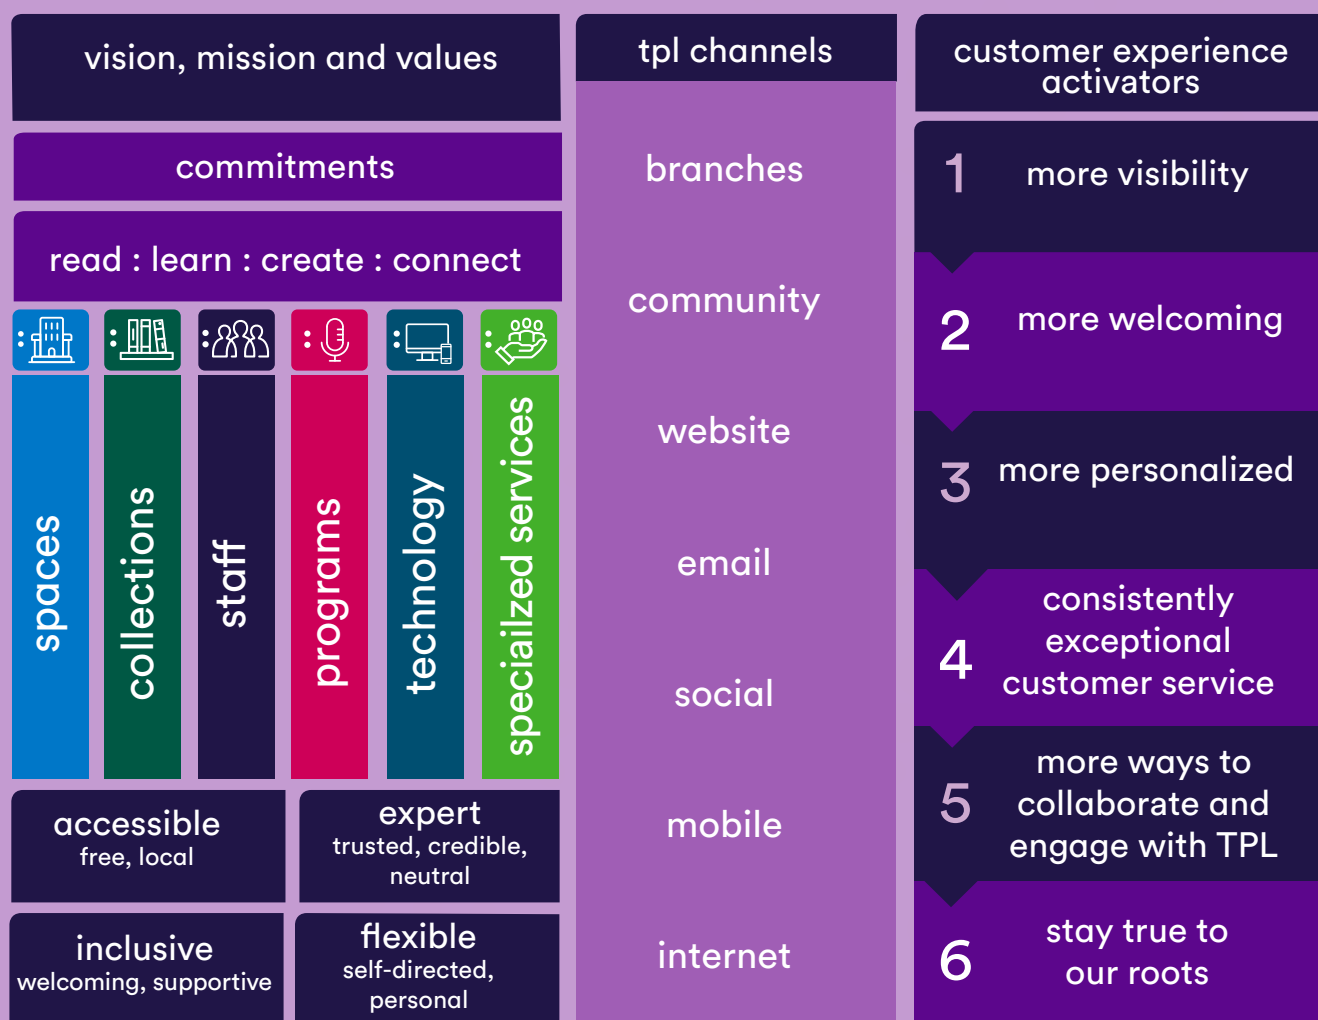 vision, mission and values
commitments
read : learn : create : connect
:
:
:
:
:
:
spaces
collections
staff
programs
technology
speciailzed services
accessible
free, local
expert
trusted, credible,
neutral
inclusive
welcoming, supportive
flexible
self-directed,
personal
tpl channels
branches
community
website
email
social
mobile
internet
customer experience
activators
1
more visibility
2
more welcoming
3
more personalized
4
consistently
exceptional
customer service
5
more ways to
collaborate and
engage with TPL
6
stay true to
our roots